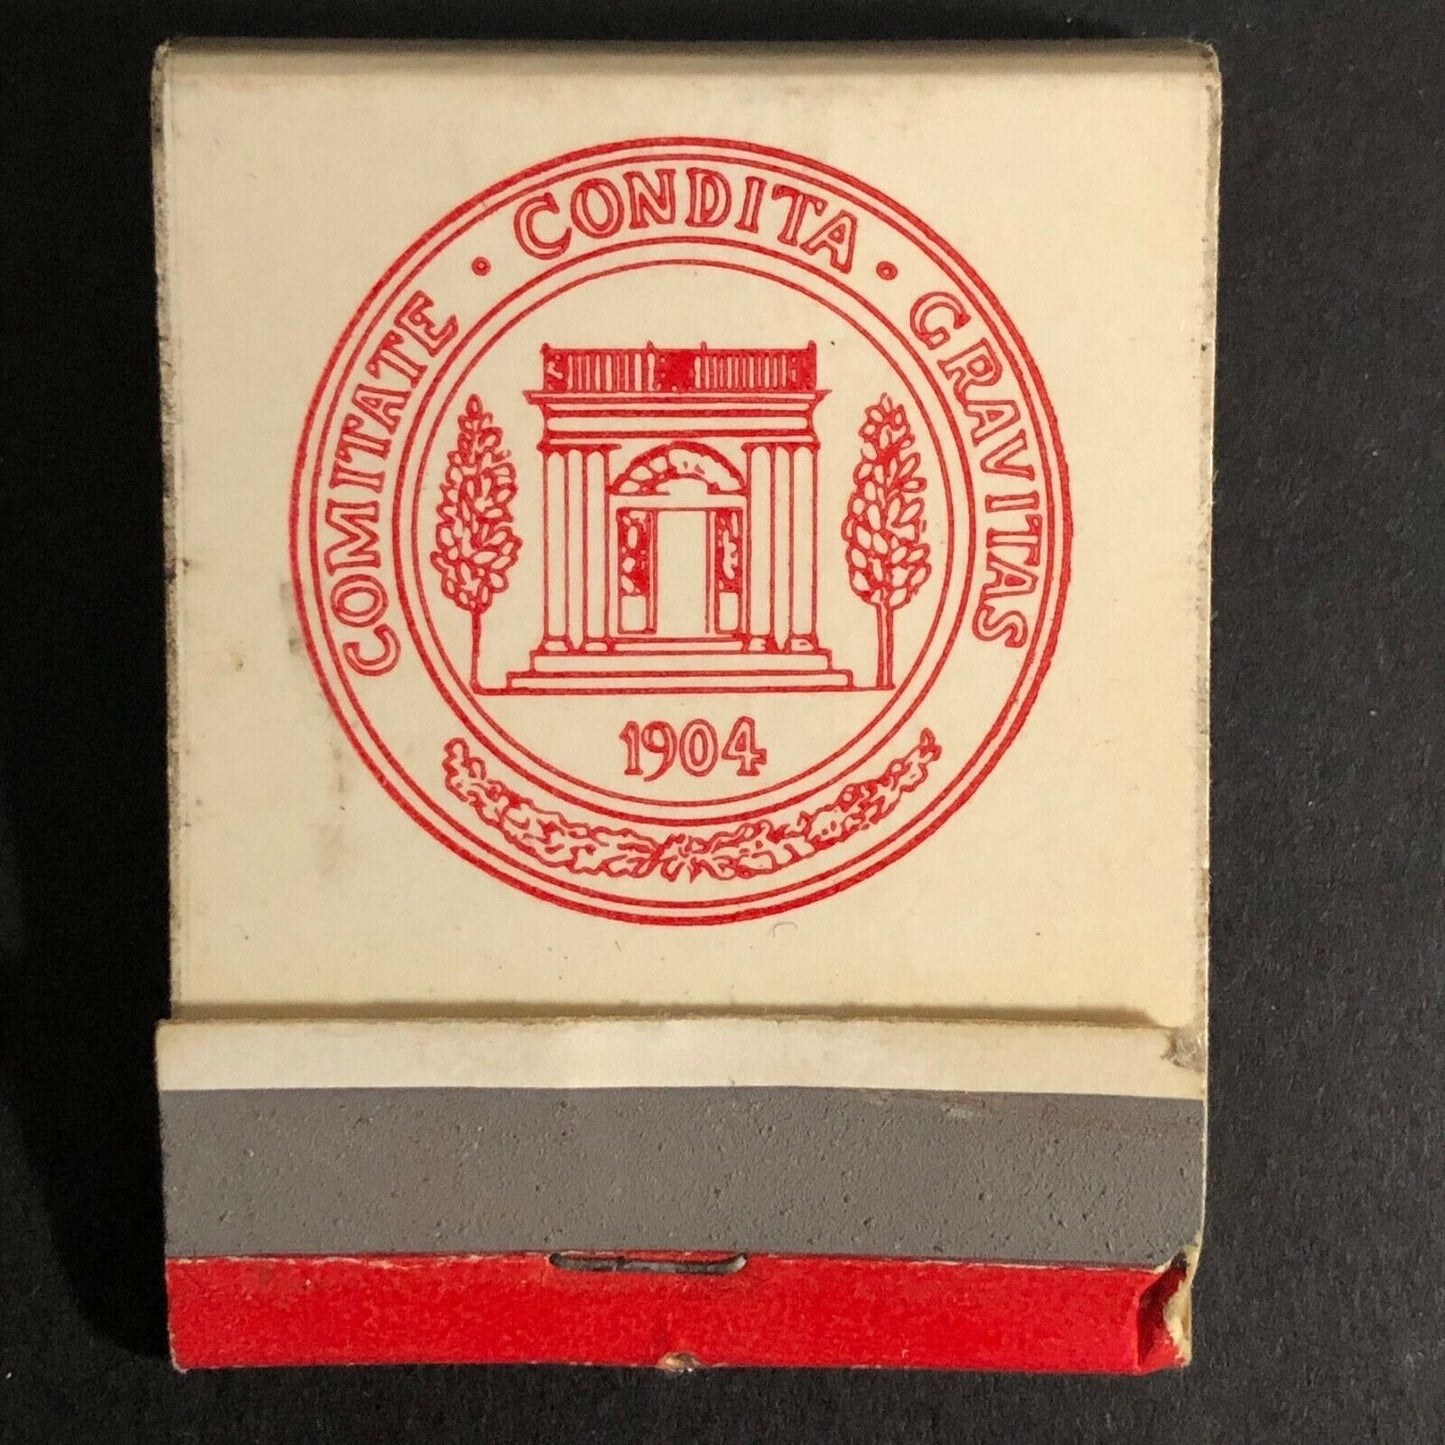 COMITATE · CONDITA · GRAVITAS
1904